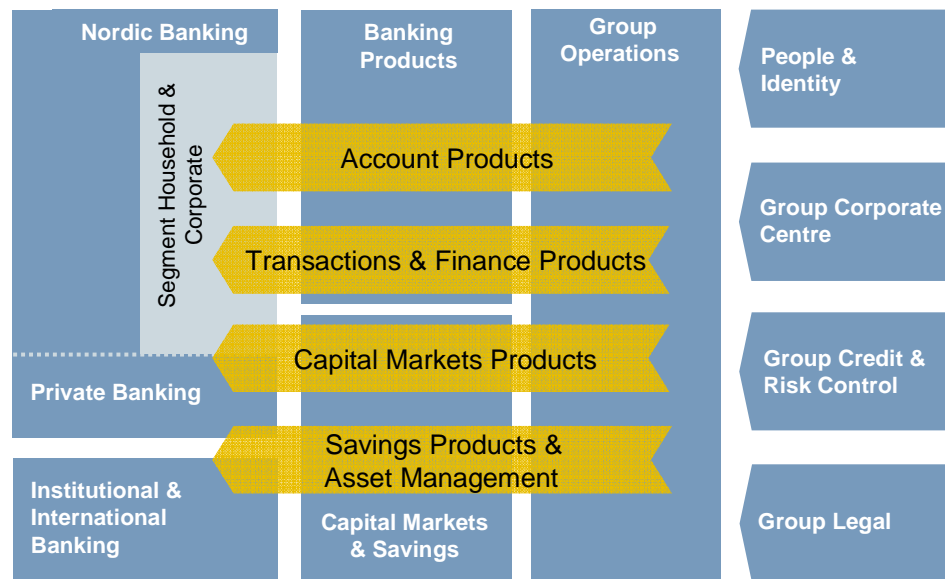 Nordic Banking
Segment Household &
Corporate
Private Banking
Institutional &
International
Banking
Banking
Products
Capital Markets
& Savings
Group
Operations
Account Products
Transactions & Finance Products
Capital Markets Products
Savings Products &
Asset Management
People &
Identity
Group Corporate
Centre
Group Credit &
Risk Control
Group Legal